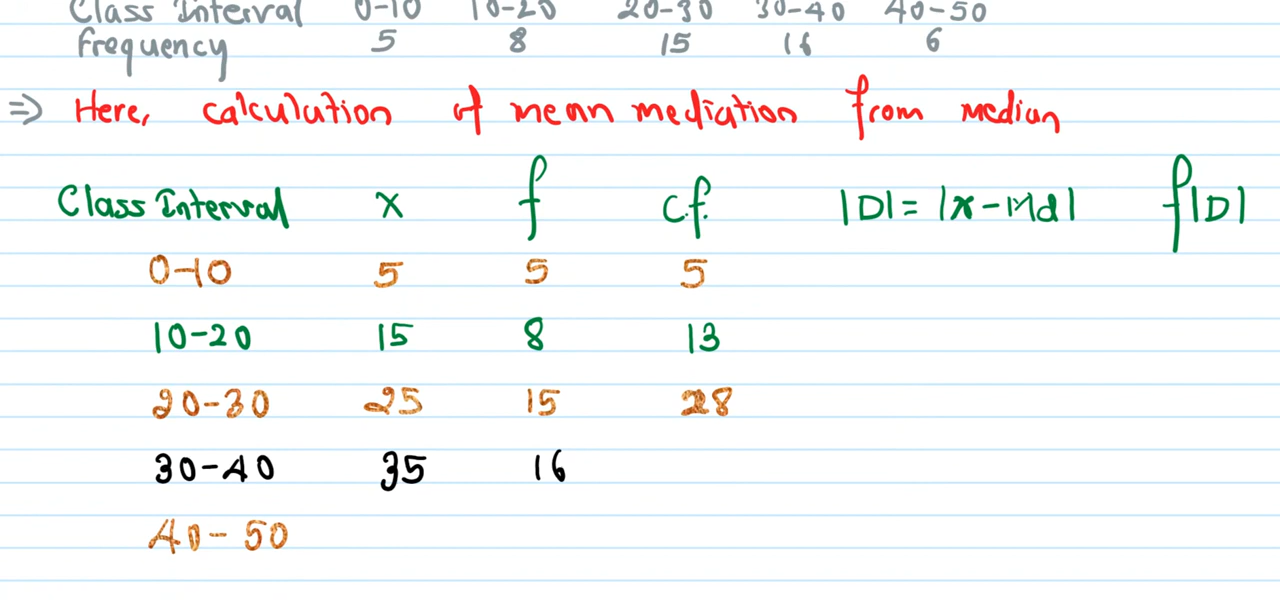 Class Interval 0-10 10-20 20-30 30-40 40-50
frequency 5 8 15 16 6
⇒ Here, calculation of mean mediation from median
Class Interval x f c.f. |D| = |x-Md| f|D|
0-10 5 5 5
10-20 15 8 13
20-30 25 15 28
30-40 35 16
40-50